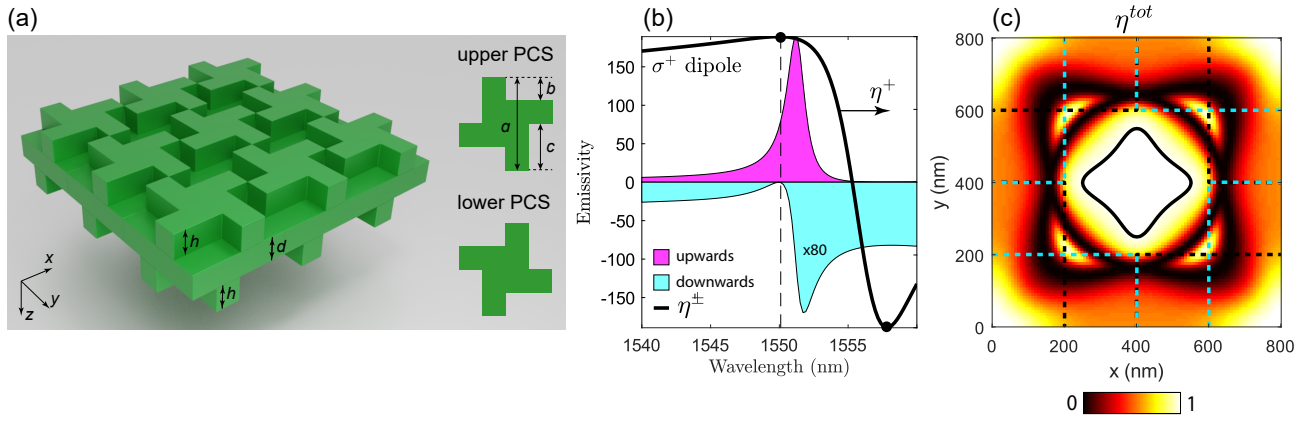 (a)
upper PCS
a
b
c
lower PCS
h
d
h
x
y
z
(b)
σ⁺ dipole
η⁺
x80
upwards
downwards
η±
Emissivity
150
100
50
0
-50
-100
-150
1540
1545
1550
1555
Wavelength (nm)
(c)
η^tot
y (nm)
800
600
400
200
0
0
200
400
600
800
x (nm)
0
1